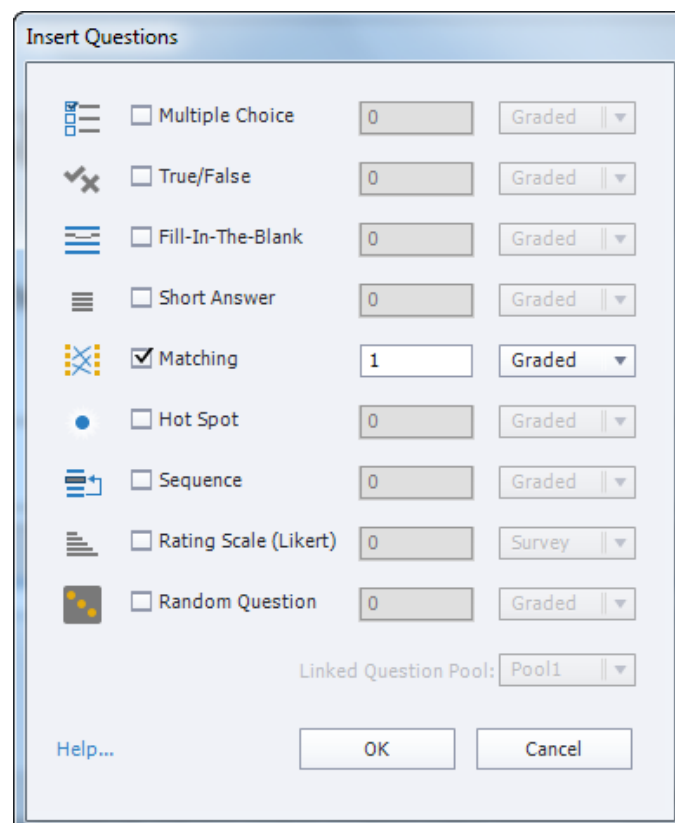 Insert Questions
Multiple Choice 0 Graded
True/False 0 Graded
Fill-In-The-Blank 0 Graded
Short Answer 0 Graded
Matching 1 Graded
Hot Spot 0 Graded
Sequence 0 Graded
Rating Scale (Likert) 0 Survey
Random Question 0 Graded
Linked Question Pool: Pool1
Help... OK Cancel